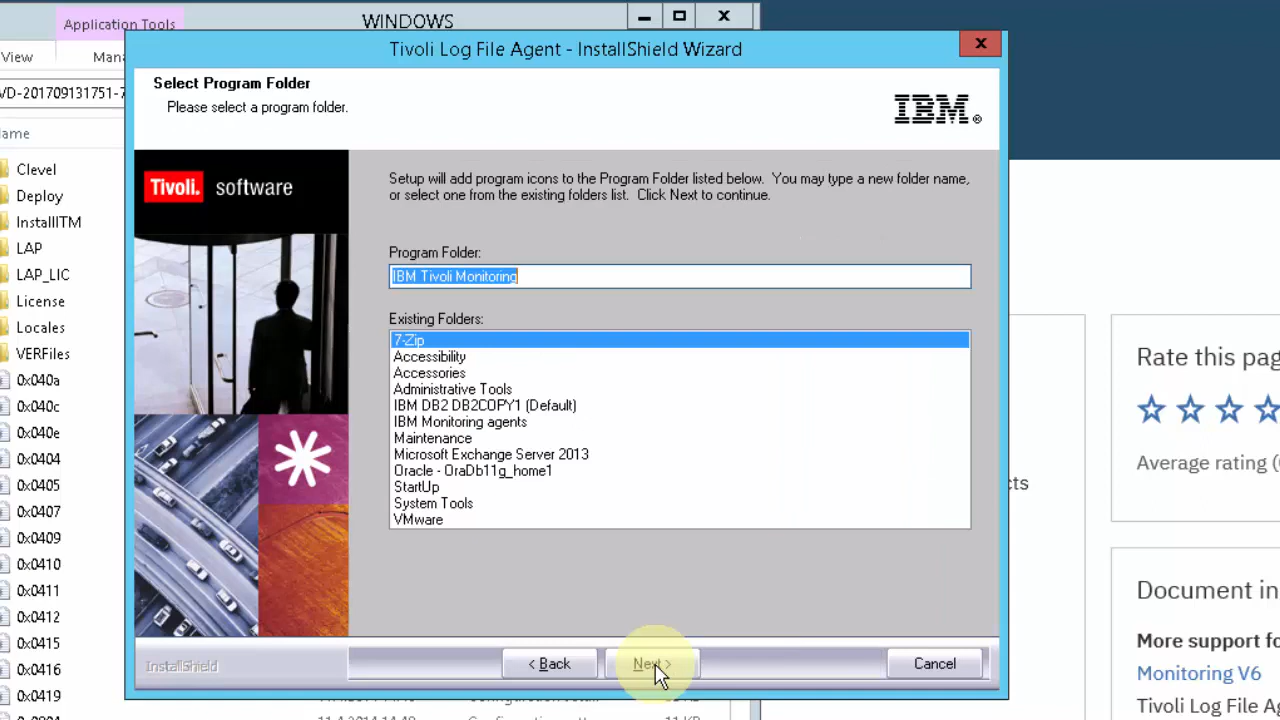 Application Tools
WINDOWS
View
VD-201709131751-7
Clevel
Deploy
InstallITM
LAP
LAP_LIC
License
Locales
VERFiles
0x040a
0x040c
0x040e
0x0404
0x0405
0x0407
0x0409
0x0410
0x0411
0x0412
0x0415
0x0416
0x0419
Tivoli Log File Agent - InstallShield Wizard
Select Program Folder
Please select a program folder.
IBM®
Tivoli. software
Setup will add program icons to the Program Folder listed below. You may type a new folder name,
or select one from the existing folders list. Click Next to continue.
Program Folder:
IBM Tivoli Monitoring
Existing Folders:
7-Zip
Accessibility
Accessories
Administrative Tools
IBM DB2 DB2COPY1 (Default)
IBM Monitoring agents
Maintenance
Microsoft Exchange Server 2013
Oracle - OraDb11g_home1
StartUp
System Tools
VMware
InstallShield
< Back
Next >
Cancel
Rate this pag
Average rating (
cts
Document in
More support fo
Monitoring V6
Tivoli Log File Ag